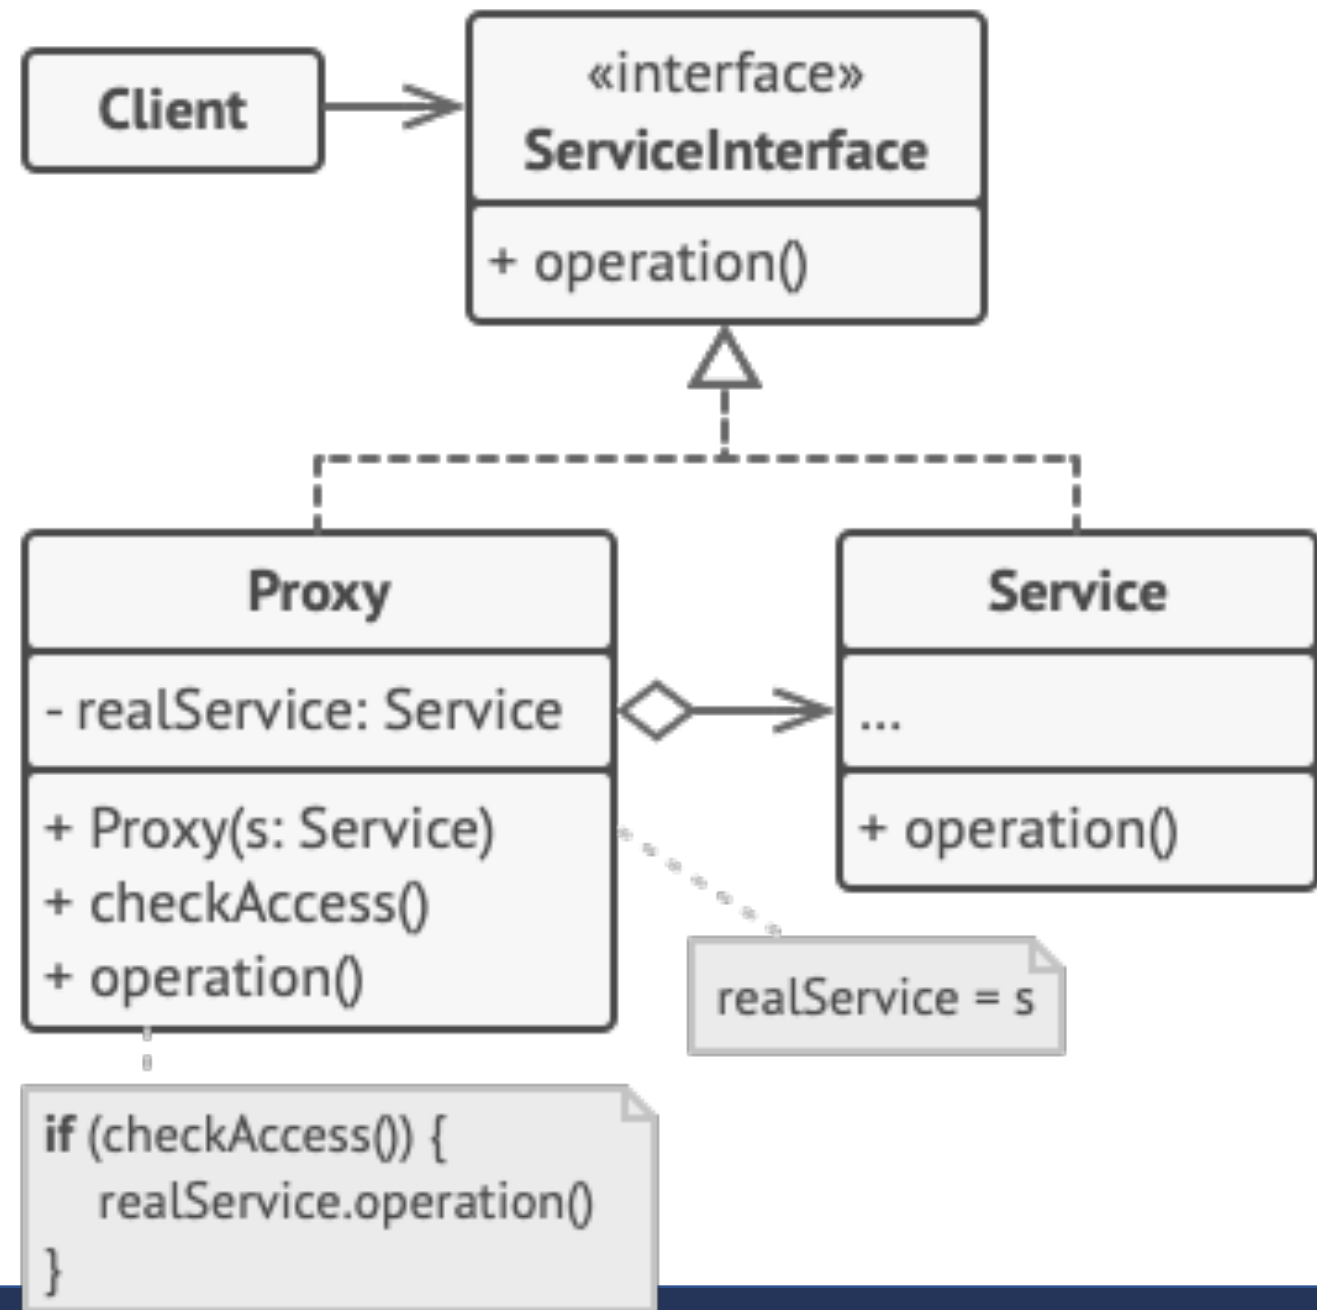 Client
«interface»
ServiceInterface
+ operation()
Proxy
- realService: Service
+ Proxy(s: Service)
+ checkAccess()
+ operation()
Service
...
+ operation()
realService = s
if (checkAccess()) {
realService.operation()
}